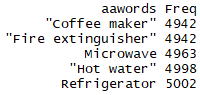 aawords Freq
"Coffee maker" 4942
"Fire extinguisher" 4942
Microwave 4963
"Hot water" 4998
Refrigerator 5002